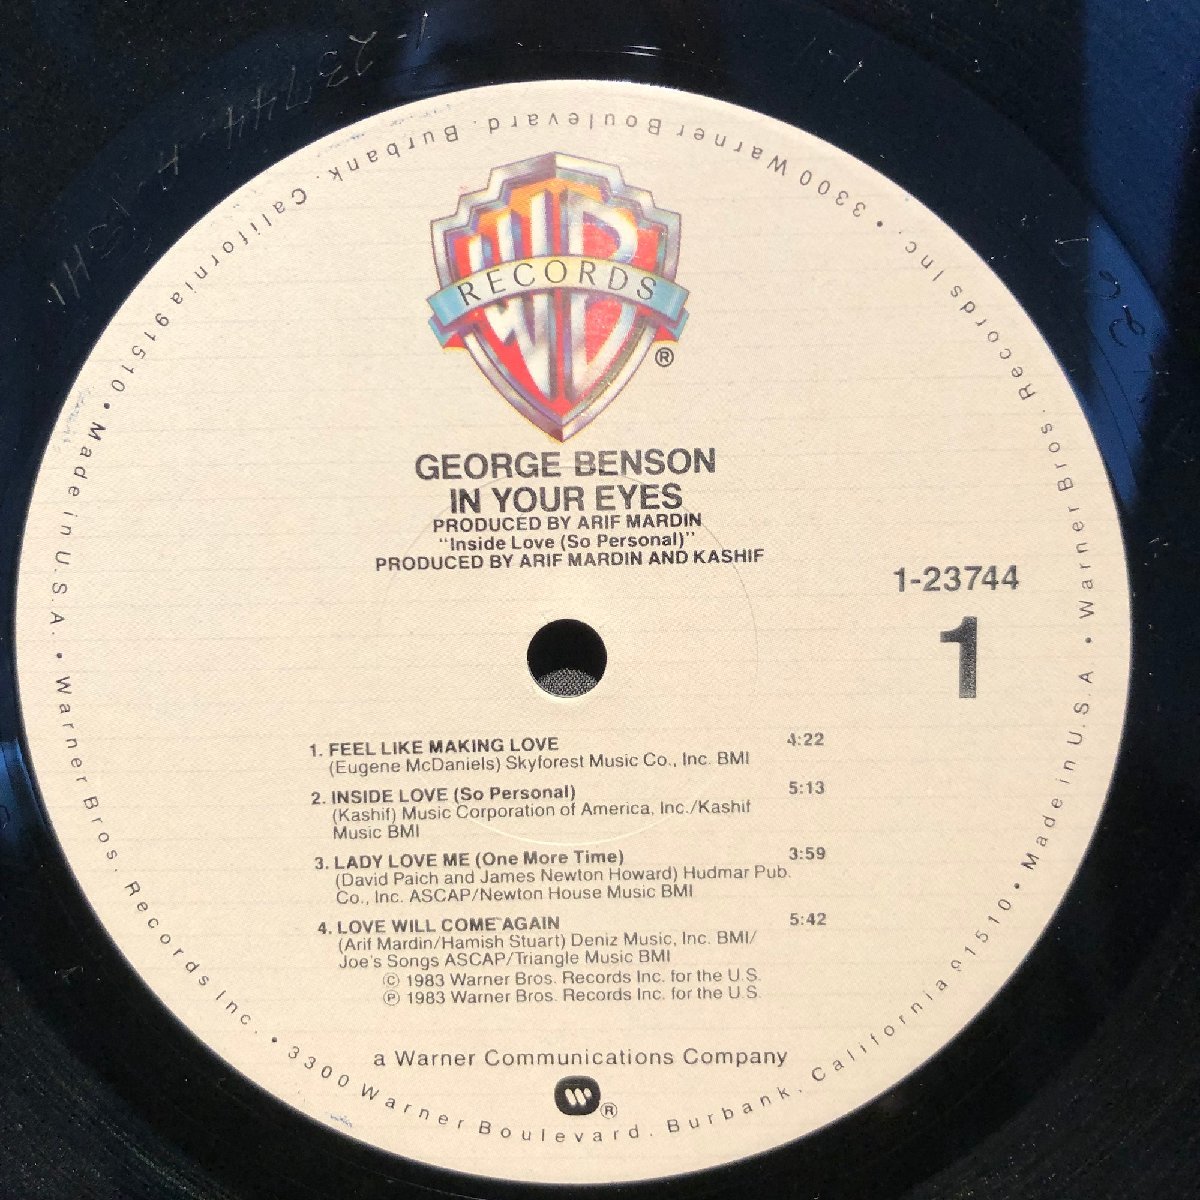 WB
RECORDS
®
GEORGE BENSON
IN YOUR EYES
PRODUCED BY ARIF MARDIN
"Inside Love (So Personal)"
PRODUCED BY ARIF MARDIN AND KASHIF
1-23744
1
1. FEEL LIKE MAKING LOVE 4:22
(Eugene McDaniels) Skyforest Music Co., Inc. BMI
2. INSIDE LOVE (So Personal) 5:13
(Kashif) Music Corporation of America, Inc./Kashif
Music BMI
3. LADY LOVE ME (One More Time) 3:59
(David Paich and James Newton Howard) Hudmar Pub.
Co., Inc. ASCAP/Newton House Music BMI
4. LOVE WILL COME AGAIN 5:42
(Arif Mardin/Hamish Stuart) Deniz Music, Inc. BMI/
Joe's Songs ASCAP/Triangle Music BMI
© 1983 Warner Bros. Records Inc. for the U.S.
℗ 1983 Warner Bros. Records Inc. for the U.S.
a Warner Communications Company
®
Warner Bros. Records Inc. • 3300 Warner Boulevard. Burbank. California 91510 • Made in U.S.A. • Warner Bros. Records Inc. • 3300 Warner Boulevard. Burbank. California 91510 • Made in U.S.A •
1-23744-A